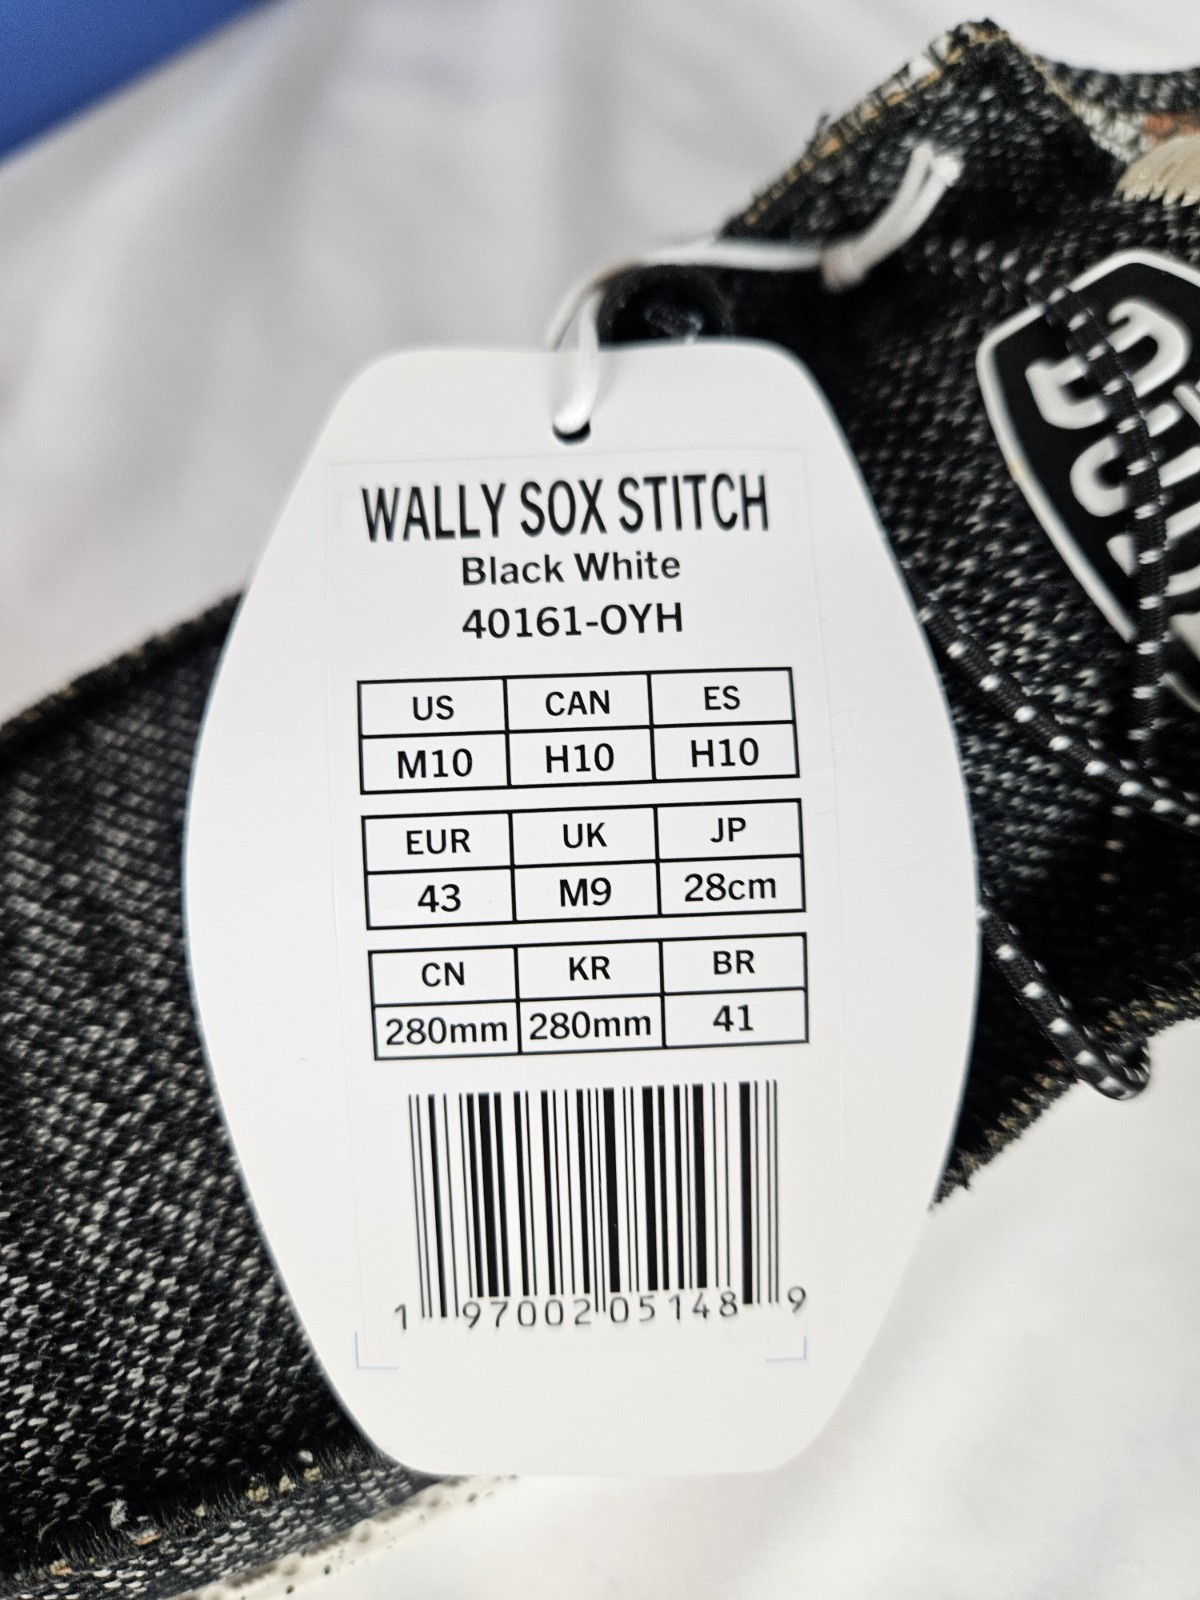 WALLY SOX STITCH
Black White
40161-OYH
US CAN ES
M10 H10 H10
EUR UK JP
43 M9 28cm
CN KR BR
280mm 280mm 41
1 97002 05148 9